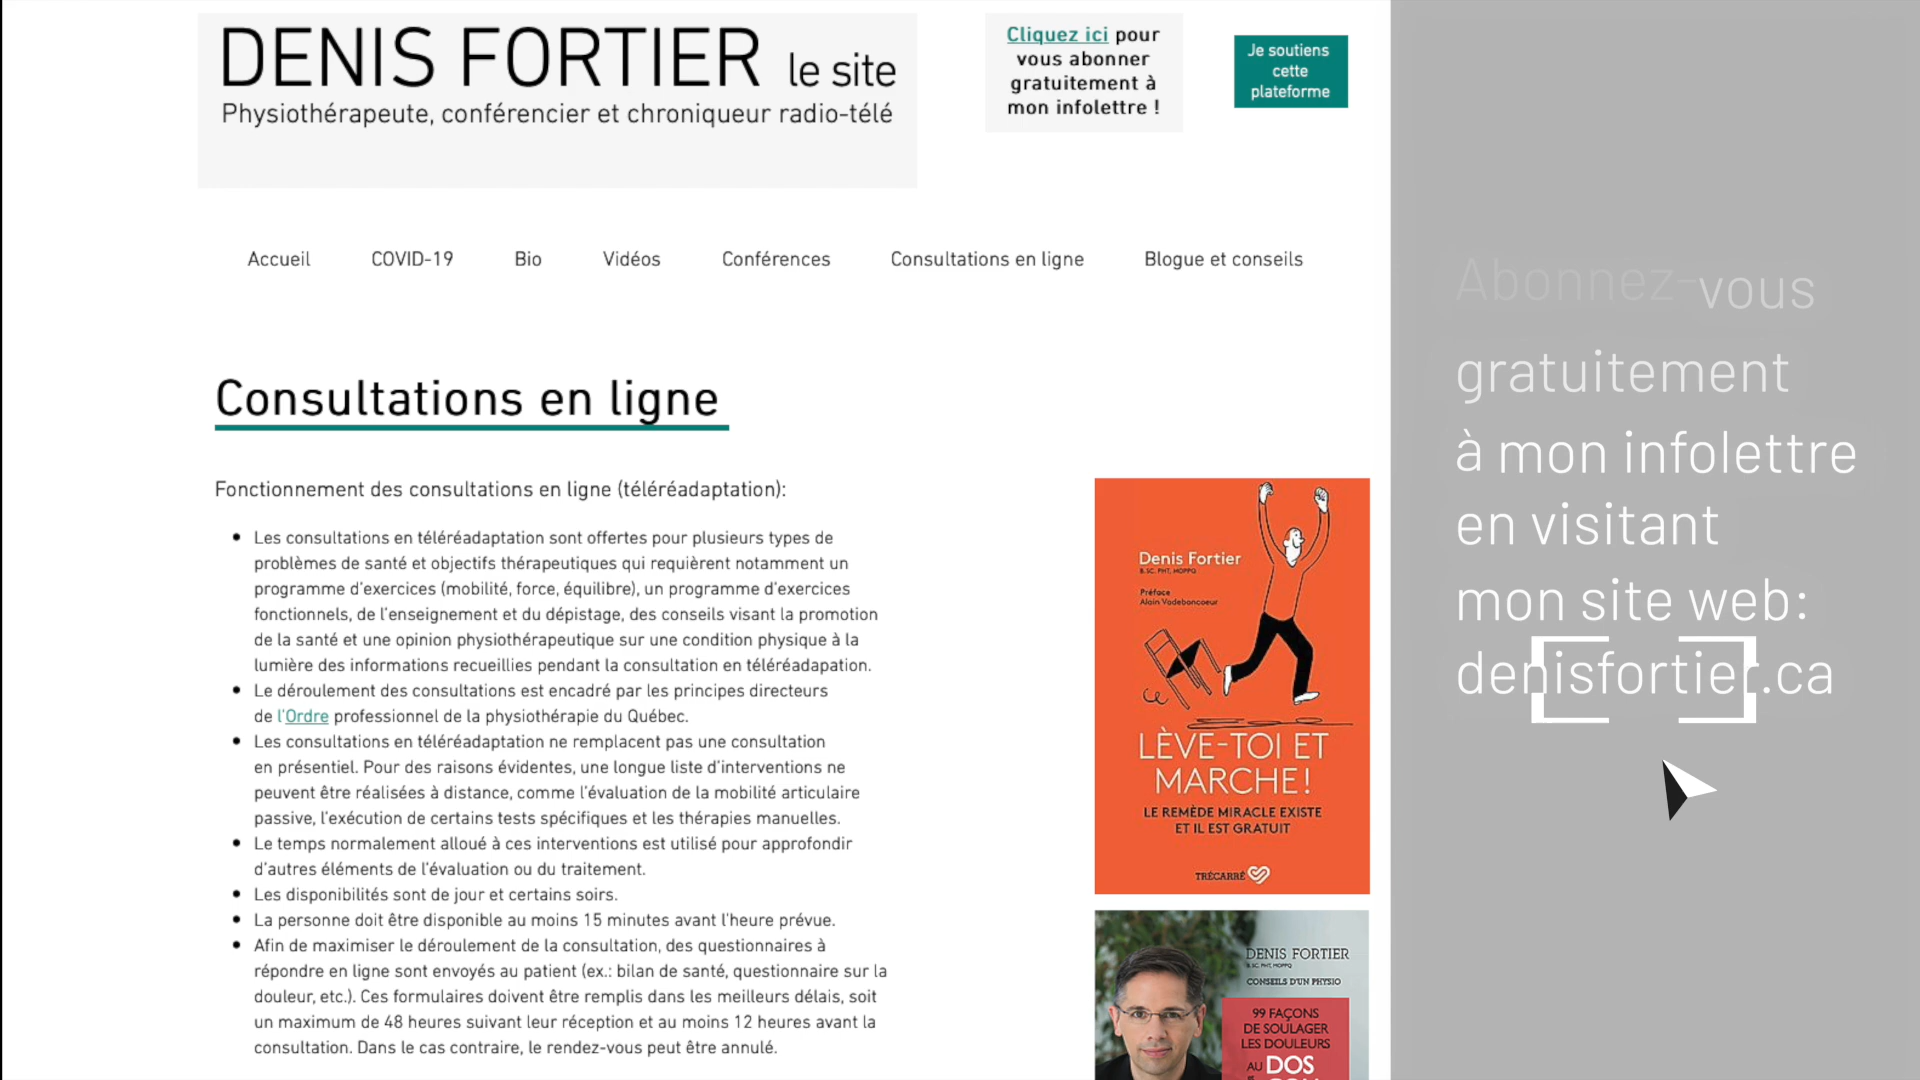 DENIS FORTIER le site
Physiothérapeute, conférencier et chroniqueur radio-télé
Cliquez ici pour
vous abonner
gratuitement à
mon infolettre !
Je soutiens
cette
plateforme
Accueil
COVID-19
Bio
Vidéos
Conférences
Consultations en ligne
Blogue et conseils
Consultations en ligne
Fonctionnement des consultations en ligne (téléréadaptation):
• Les consultations en téléréadaptation sont offertes pour plusieurs types de
problèmes de santé et objectifs thérapeutiques qui requièrent notamment un
programme d'exercices (mobilité, force, équilibre), un programme d'exercices
fonctionnels, de l'enseignement et du dépistage, des conseils visant la promotion
de la santé et une opinion physiothérapeutique sur une condition physique à la
lumière des informations recueillies pendant la consultation en téléréadapation.
• Le déroulement des consultations est encadré par les principes directeurs
de l'Ordre professionnel de la physiothérapie du Québec.
• Les consultations en téléréadaptation ne remplacent pas une consultation
en présentiel. Pour des raisons évidentes, une longue liste d'interventions ne
peuvent être réalisées à distance, comme l'évaluation de la mobilité articulaire
passive, l'exécution de certains tests spécifiques et les thérapies manuelles.
• Le temps normalement alloué à ces interventions est utilisé pour approfondir
d'autres éléments de l'évaluation ou du traitement.
• Les disponibilités sont de jour et certains soirs.
• La personne doit être disponible au moins 15 minutes avant l'heure prévue.
• Afin de maximiser le déroulement de la consultation, des questionnaires à
répondre en ligne sont envoyés au patient (ex.: bilan de santé, questionnaire sur la
douleur, etc.). Ces formulaires doivent être remplis dans les meilleurs délais, soit
un maximum de 48 heures suivant leur réception et au moins 12 heures avant la
consultation. Dans le cas contraire, le rendez-vous peut être annulé.
Denis Fortier
B.SC. PHT, MOPPQ
Préface
Alain Vadeboncoeur
LÈVE-TOI ET
MARCHE!
LE REMÈDE MIRACLE EXISTE
ET IL EST GRATUIT
TRÉCARRÉ
DENIS FORTIER
B.SC. PHT, MOPPQ
CONSEILS D'UN PHYSIO
99 FAÇONS
DE SOULAGER
LES DOULEURS
AU DOS
Abonnez-vous
gratuitement
à mon infolettre
en visitant
mon site web:
denisfortier.ca